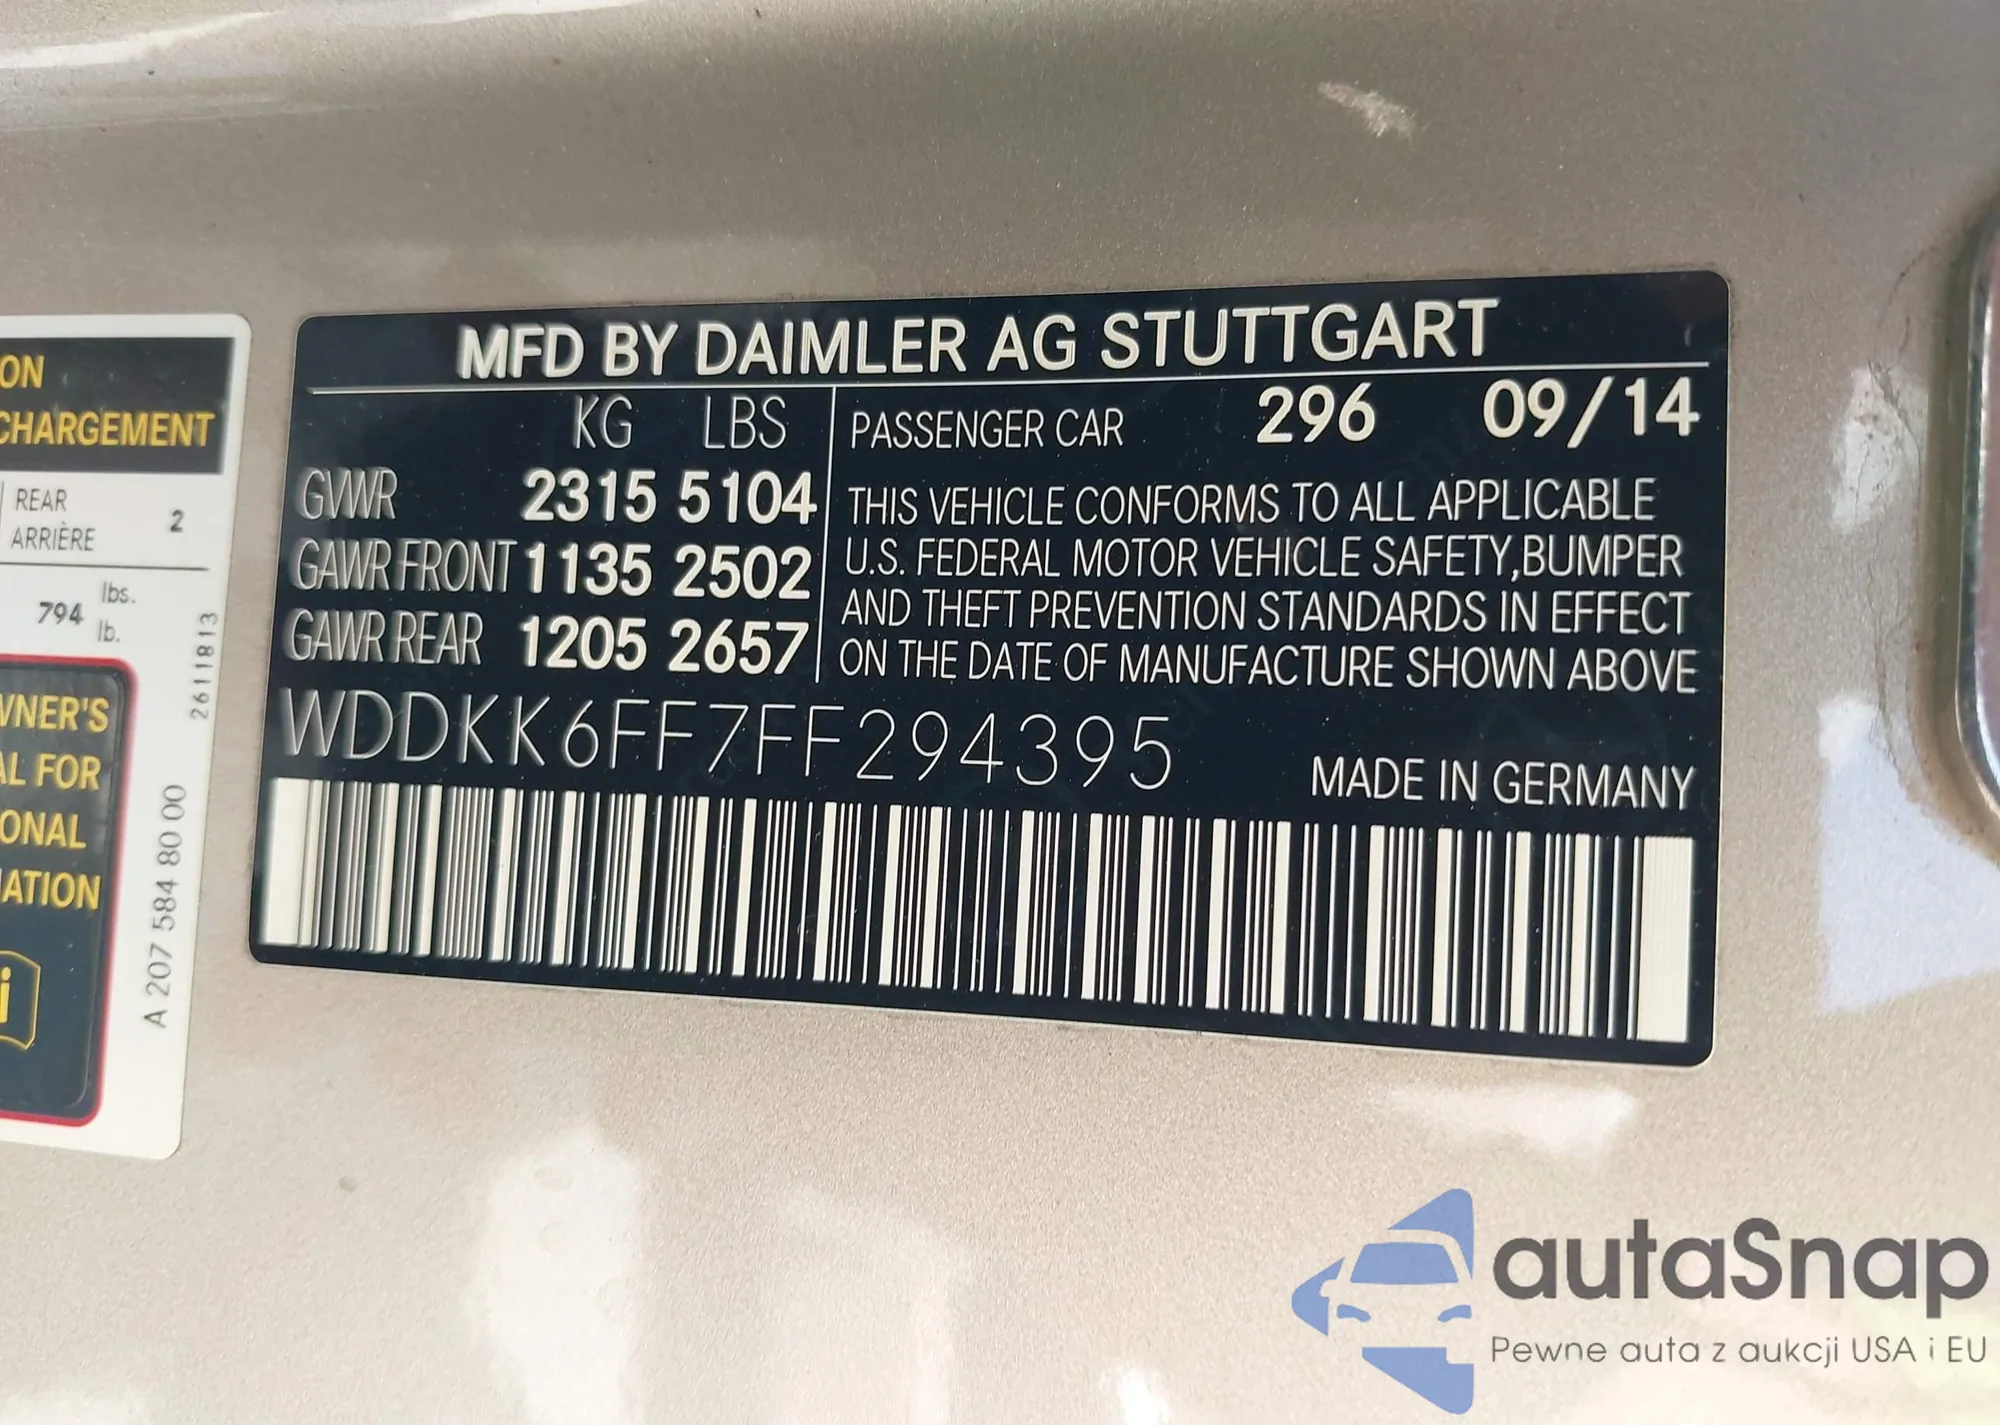 ON
CHARGEMENT
REAR
ARRIÈRE 2
794 lbs.
lb.
2611813
WNER'S
AL FOR
ONAL
MATION
i
A 207 584 80 00
MFD BY DAIMLER AG STUTTGART
KG LBS
GVWR 2315 5104
GAWR FRONT 1135 2502
GAWR REAR 1205 2657
PASSENGER CAR 296 09/14
THIS VEHICLE CONFORMS TO ALL APPLICABLE
U.S. FEDERAL MOTOR VEHICLE SAFETY,BUMPER
AND THEFT PREVENTION STANDARDS IN EFFECT
ON THE DATE OF MANUFACTURE SHOWN ABOVE
WDDKK6FF7FF294395
MADE IN GERMANY
autaSnap
Pewne auta z aukcji USA i EU